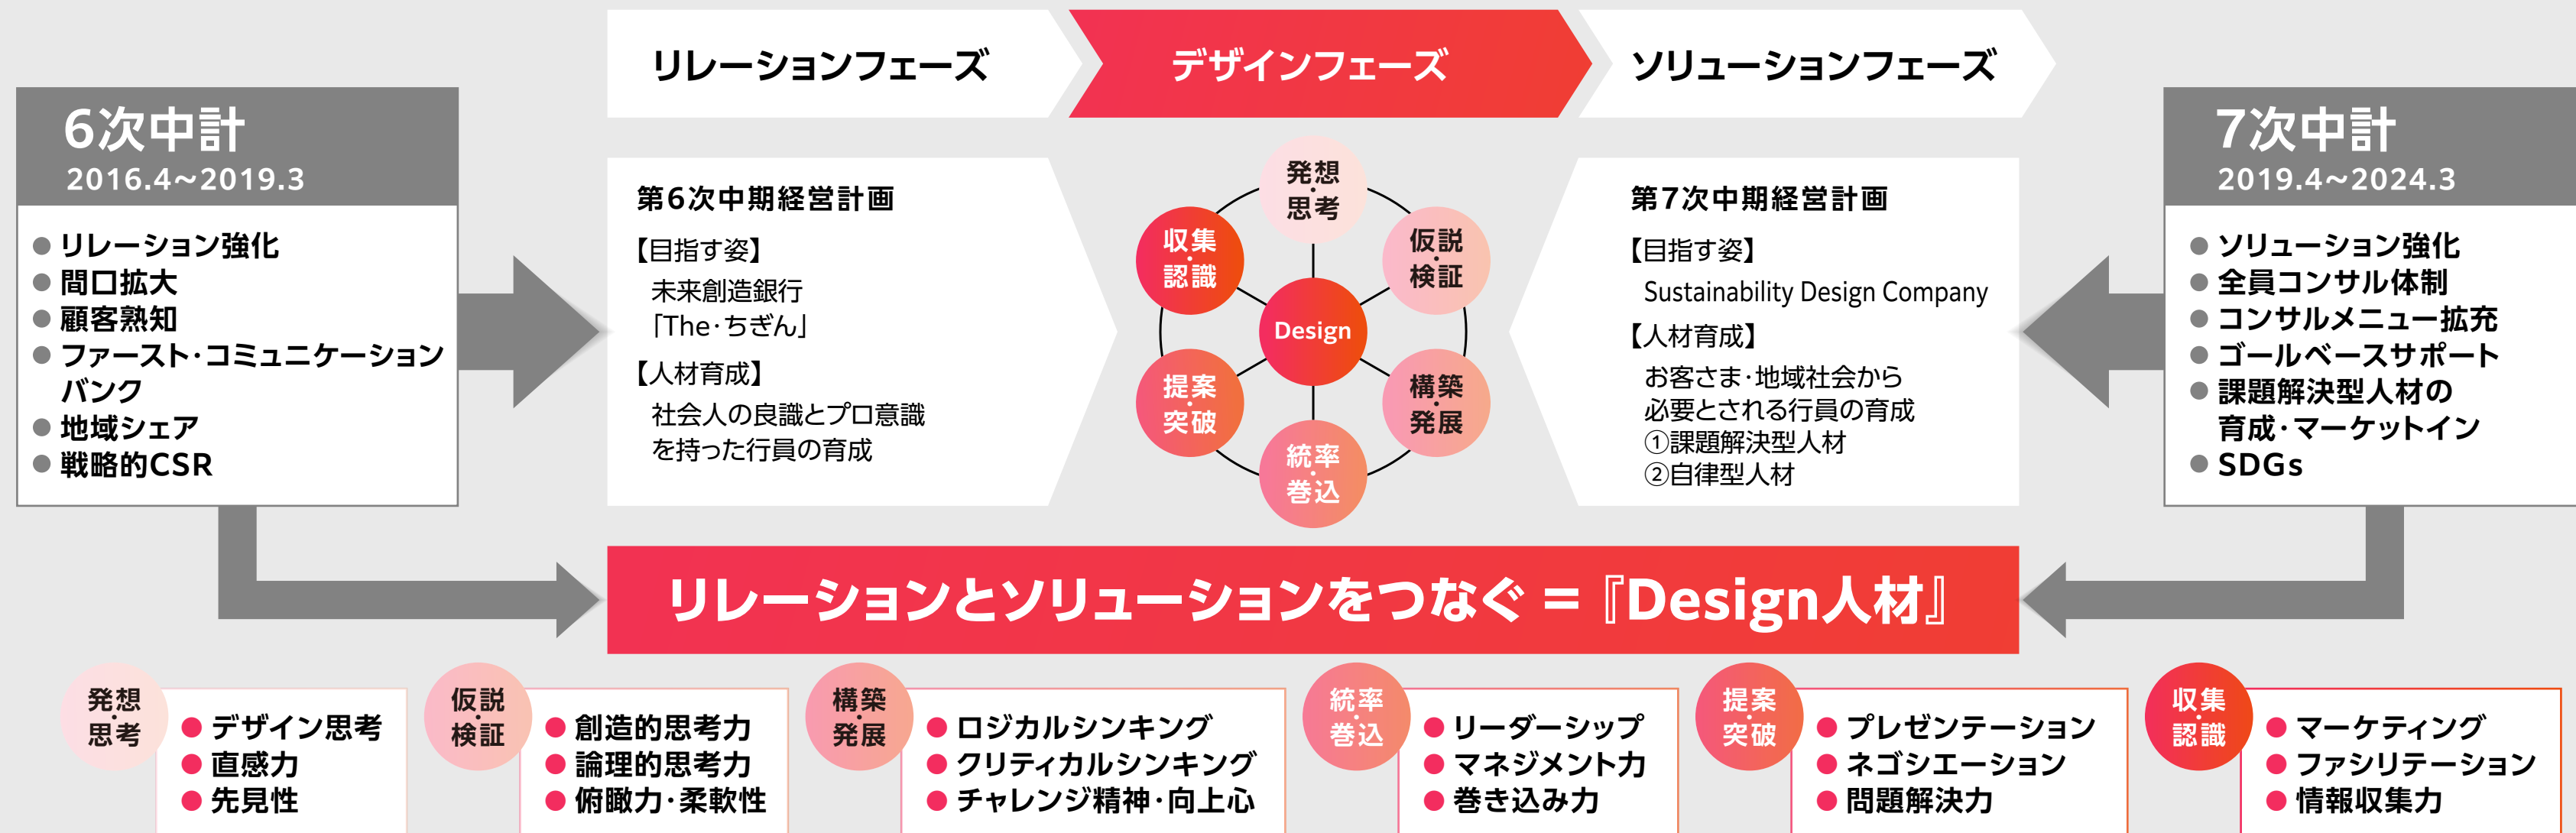 リレーションフェーズ
デザインフェーズ
ソリューションフェーズ
6次中計
2016.4~2019.3
●リレーション強化
●間口拡大
●顧客熟知
●ファースト・コミュニケーション
バンク
●地域シェア
●戦略的CSR
第6次中期経営計画
【目指す姿】
未来創造銀行
「The・ちぎん」
【人材育成】
社会人の良識とプロ意識
を持った行員の育成
発想
・
思考
仮説
・
検証
構築
・
発展
統率
・
巻込
提案
・
突破
収集
・
認識
Design
第7次中期経営計画
【目指す姿】
Sustainability Design Company
【人材育成】
お客さま・地域社会から
必要とされる行員の育成
①課題解決型人材
②自律型人材
7次中計
2019.4~2024.3
●ソリューション強化
●全員コンサル体制
●コンサルメニュー拡充
●ゴールベースサポート
●課題解決型人材の
育成・マーケットイン
●SDGs
リレーションとソリューションをつなぐ =『Design人材』
発想
・
思考
●デザイン思考
●直感力
●先見性
仮説
・
検証
●創造的思考力
●論理的思考力
●俯瞰力・柔軟性
構築
・
発展
●ロジカルシンキング
●クリティカルシンキング
●チャレンジ精神・向上心
統率
・
巻込
●リーダーシップ
●マネジメント力
●巻き込み力
提案
・
突破
●プレゼンテーション
●ネゴシエーション
●問題解決力
収集
・
認識
●マーケティング
●ファシリテーション
●情報収集力